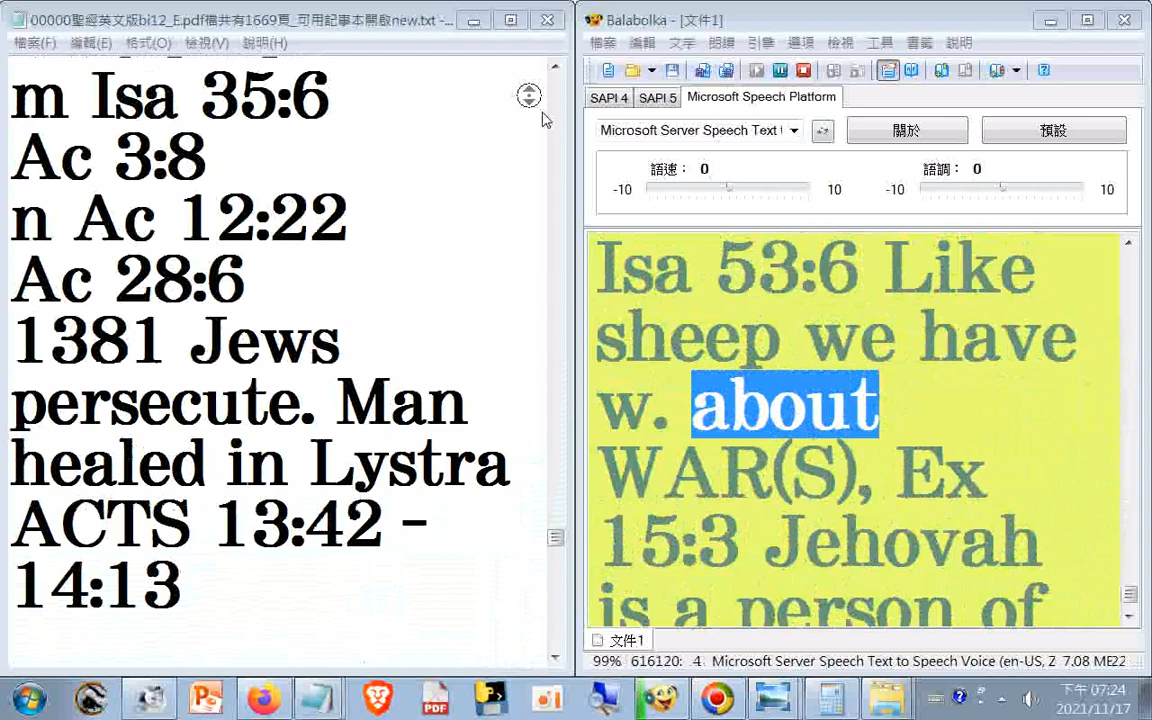 00000聖經英文版bi12_E.pdf檔共有1669頁_可用記事本開啟new.txt -...
檔案(F) 編輯(E) 格式(O) 檢視(V) 說明(H)
m Isa 35:6
Ac 3:8
n Ac 12:22
Ac 28:6
1381 Jews
persecute. Man
healed in Lystra
ACTS 13:42 -
14:13
Balabolka - [文件1]
檔案 編輯 文字 朗讀 引擎 選項 檢視 工具 書籤 說明
SAPI 4 SAPI 5 Microsoft Speech Platform
Microsoft Server Speech Text 關於 預設
語速： 0 語調： 0
-10 10 -10 10
Isa 53:6 Like
sheep we have
w. about
WAR(S), Ex
15:3 Jehovah
is a person of
文件1
99% 616120: 4 Microsoft Server Speech Text to Speech Voice (en-US, Z 7.08 ME22
PDF
下午 07:24
2021/11/17